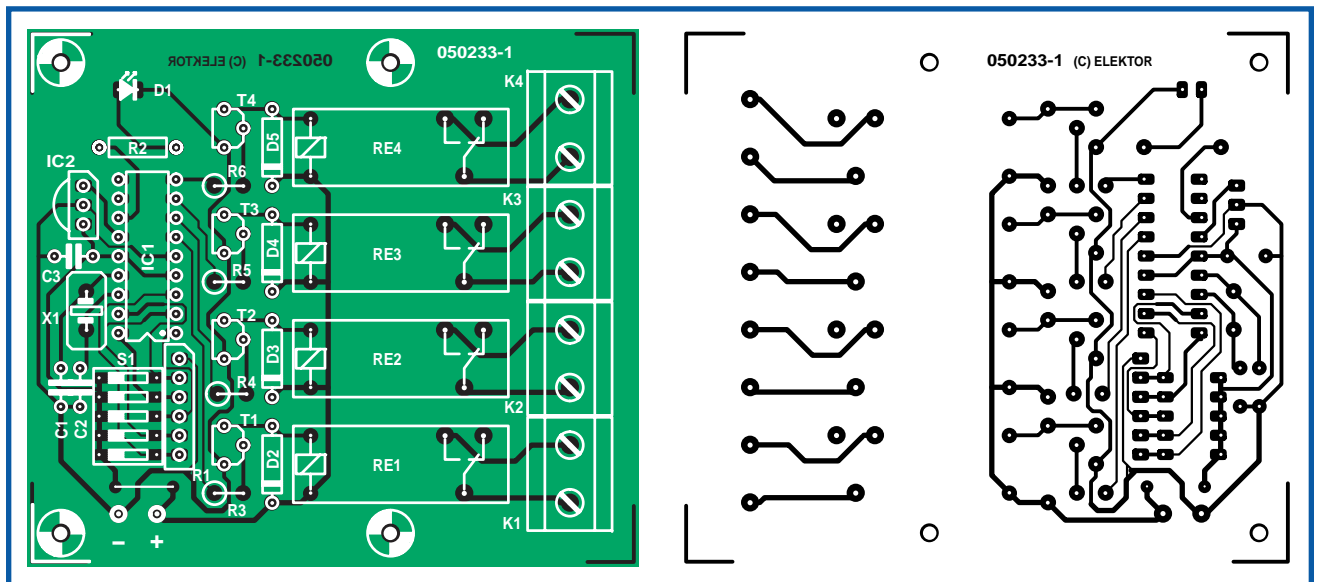 050233-1 (C) ELEKTOR
050233-1
K4
D1
T4
D5
RE4
R2
IC2
R6
K3
T3
D4
RE3
IC1
C3
R5
X1
T2
D3
RE2
S1
R4
K2
C1
C2
T1
D2
RE1
R1
R3
K1
– +
050233-1 (C) ELEKTOR